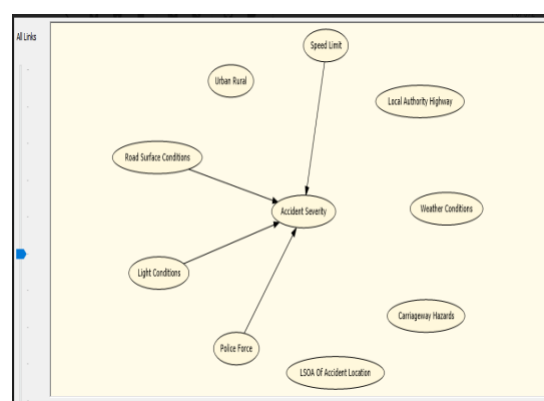 All Links
Speed Limit
Urban Rural
Local Authority Highway
Road Surface Conditions
Accident Severity
Weather Conditions
Light Conditions
Carriageway Hazards
Police Force
LSOA Of Accident Location